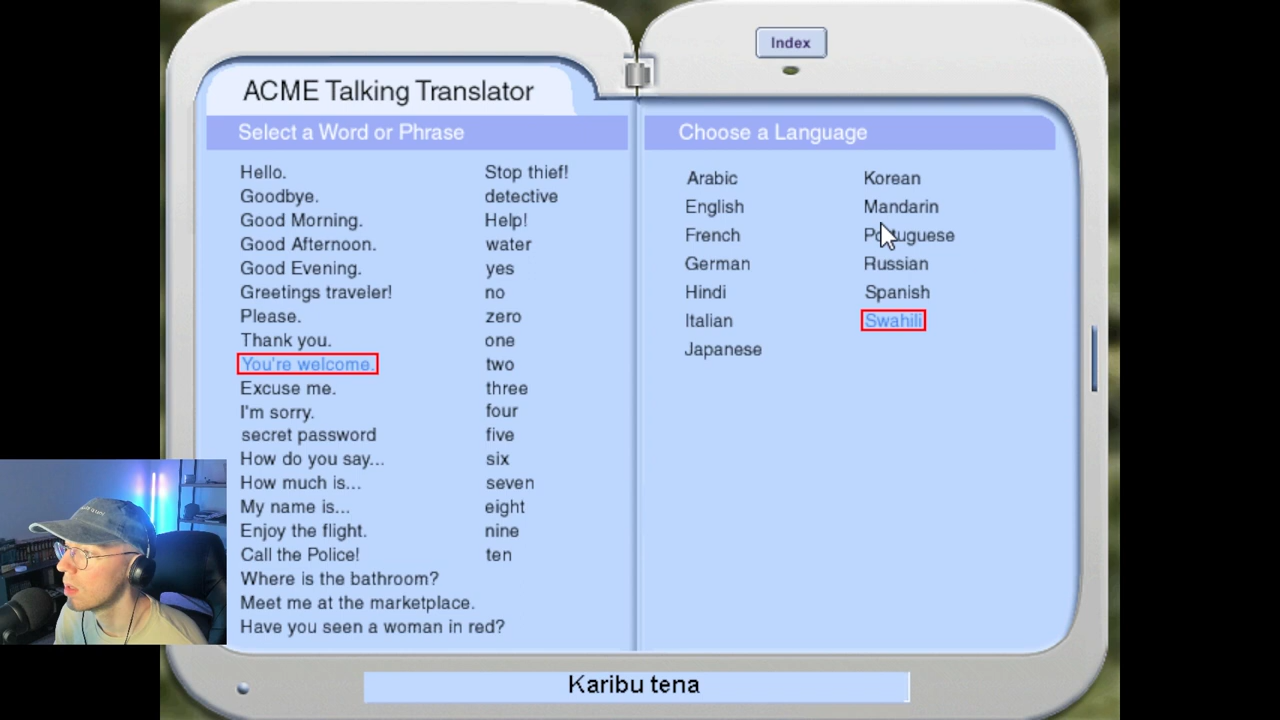 Index
ACME Talking Translator
Select a Word or Phrase
Choose a Language
Hello.
Goodbye.
Good Morning.
Good Afternoon.
Good Evening.
Greetings traveler!
Please.
Thank you.
You're welcome.
Excuse me.
I'm sorry.
secret password
How do you say...
How much is...
My name is...
Enjoy the flight.
Call the Police!
Where is the bathroom?
Meet me at the marketplace.
Have you seen a woman in red?
Stop thief!
detective
Help!
water
yes
no
zero
one
two
three
four
five
six
seven
eight
nine
ten
Arabic
English
French
German
Hindi
Italian
Japanese
Korean
Mandarin
Portuguese
Russian
Spanish
Swahili
Karibu tena